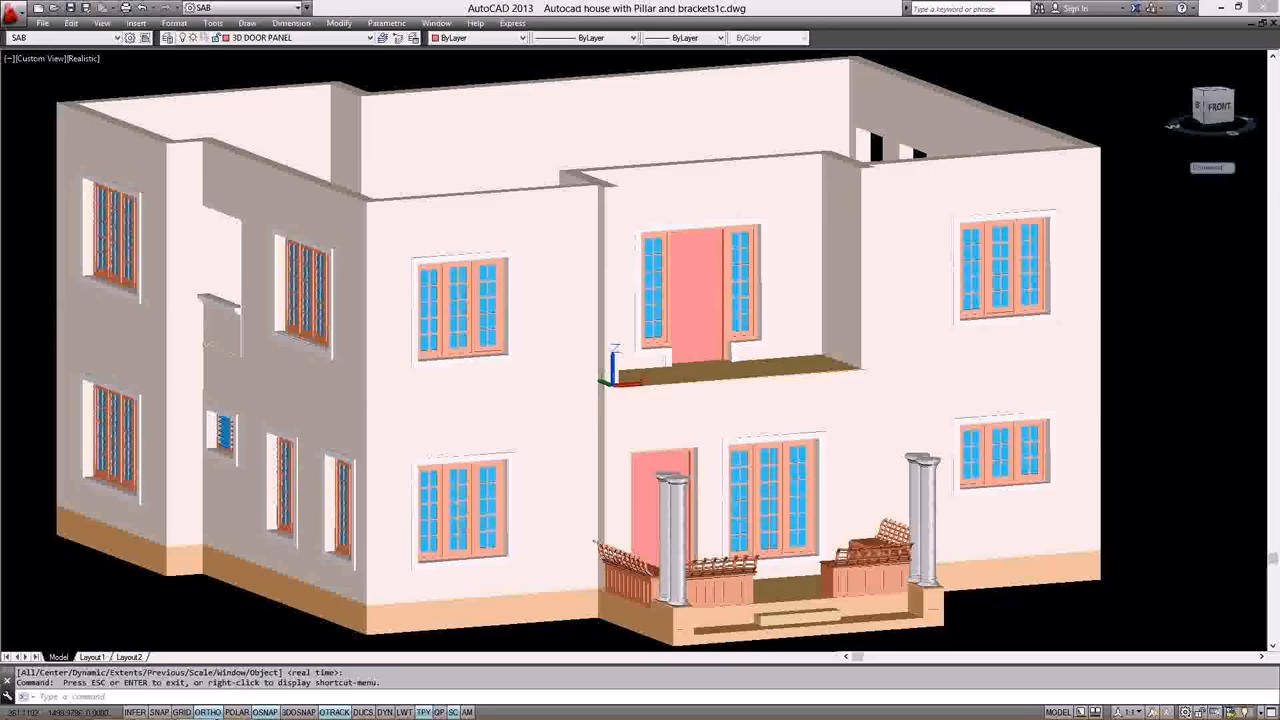 SAB
AutoCAD 2013 Autocad house with Pillar and brackets1c.dwg
Type a keyword or phrase
Sign In
File Edit View Insert Format Tools Draw Dimension Modify Parametric Window Help Express
SAB
3D DOOR PANEL
ByLayer
ByLayer
ByLayer
ByColor
[−][Custom View][Realistic]
FRONT
Model Layout1 Layout2
[All/Center/Dynamic/Extents/Previous/Scale/Window/Object] <real time>:
Command: Press ESC or ENTER to exit, or right-click to display shortcut-menu.
Type a command
INFER SNAP GRID ORTHO POLAR OSNAP 3DOSNAP OTRACK DUCS DYN LWT TPY QP SC AM
MODEL
1:1